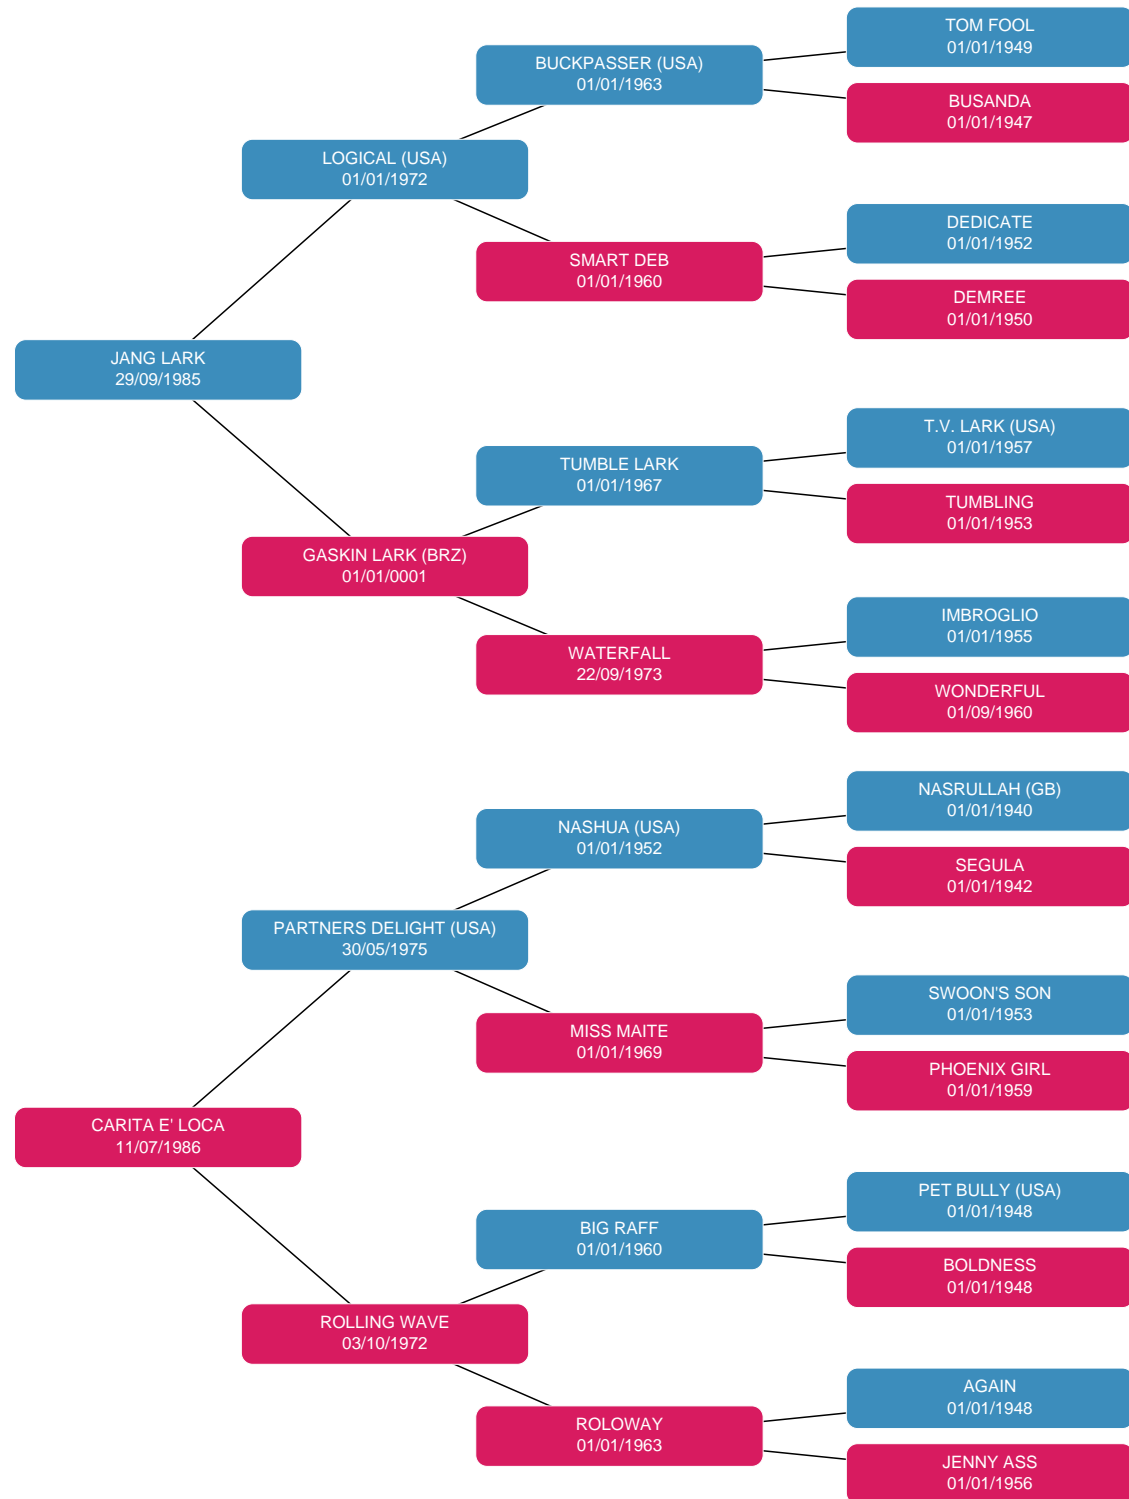 TOM FOOL
01/01/1949
BUCKPASSER (USA)
01/01/1963
BUSANDA
01/01/1947
LOGICAL (USA)
01/01/1972
DEDICATE
01/01/1952
SMART DEB
01/01/1960
DEMREE
01/01/1950
JANG LARK
29/09/1985
T.V. LARK (USA)
01/01/1957
TUMBLE LARK
01/01/1967
TUMBLING
01/01/1953
GASKIN LARK (BRZ)
01/01/0001
IMBROGLIO
01/01/1955
WATERFALL
22/09/1973
WONDERFUL
01/09/1960
NASRULLAH (GB)
01/01/1940
NASHUA (USA)
01/01/1952
SEGULA
01/01/1942
PARTNERS DELIGHT (USA)
30/05/1975
SWOON'S SON
01/01/1953
MISS MAITE
01/01/1969
PHOENIX GIRL
01/01/1959
CARITA E' LOCA
11/07/1986
PET BULLY (USA)
01/01/1948
BIG RAFF
01/01/1960
BOLDNESS
01/01/1948
ROLLING WAVE
03/10/1972
AGAIN
01/01/1948
ROLOWAY
01/01/1963
JENNY ASS
01/01/1956